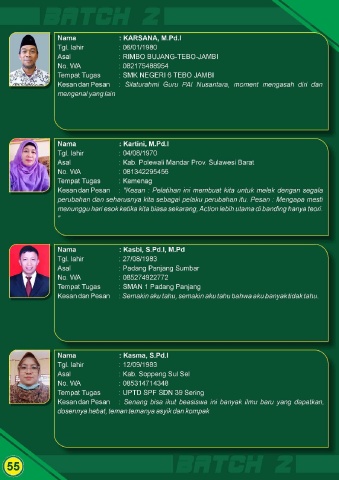 BATCH 2
Nama : KARSANA, M.Pd.I
Tgl. lahir : 06/01/1980
Asal : RIMBO BUJANG-TEBO-JAMBI
No. WA : 082175488954
Tempat Tugas : SMK NEGERI 6 TEBO JAMBI
Kesan dan Pesan : Silaturahmi Guru PAI Nusantara, moment mengasah diri dan
mengenal yang lain
Nama : Kartini, M.Pd.I
Tgl. lahir : 04/08/1970
Asal : Kab. Polewali Mandar Prov. Sulawesi Barat
No. WA : 081342295456
Tempat Tugas : Kemenag
Kesan dan Pesan : "Kesan : Pelatihan ini membuat kita untuk melek dengan segala
perubahan dan seharusnya kita sebagai pelaku perubahan itu. Pesan : Mengapa mesti
menunggu hari esok ketika kita biasa sekarang, Action lebih utama di banding hanya teori.
"
Nama : Kasbi, S.Pd.I, M.Pd
Tgl. lahir : 27/08/1983
Asal : Padang Panjang Sumbar
No. WA : 085274922772
Tempat Tugas : SMAN 1 Padang Panjang
Kesan dan Pesan : Semakin aku tahu, semakin aku tahu bahwa aku banyak tidak tahu.
Nama : Kasma, S.Pd.I
Tgl. lahir : 12/09/1983
Asal : Kab. Soppeng Sul Sel
No. WA : 085314714348
Tempat Tugas : UPTD SPF SDN 39 Sering
Kesan dan Pesan : Senang bisa ikut beasiswa ini banyak ilmu baru yang dapatkan,
dosennya hebat, teman temanya asyik dan kompak
55
BATCH 2